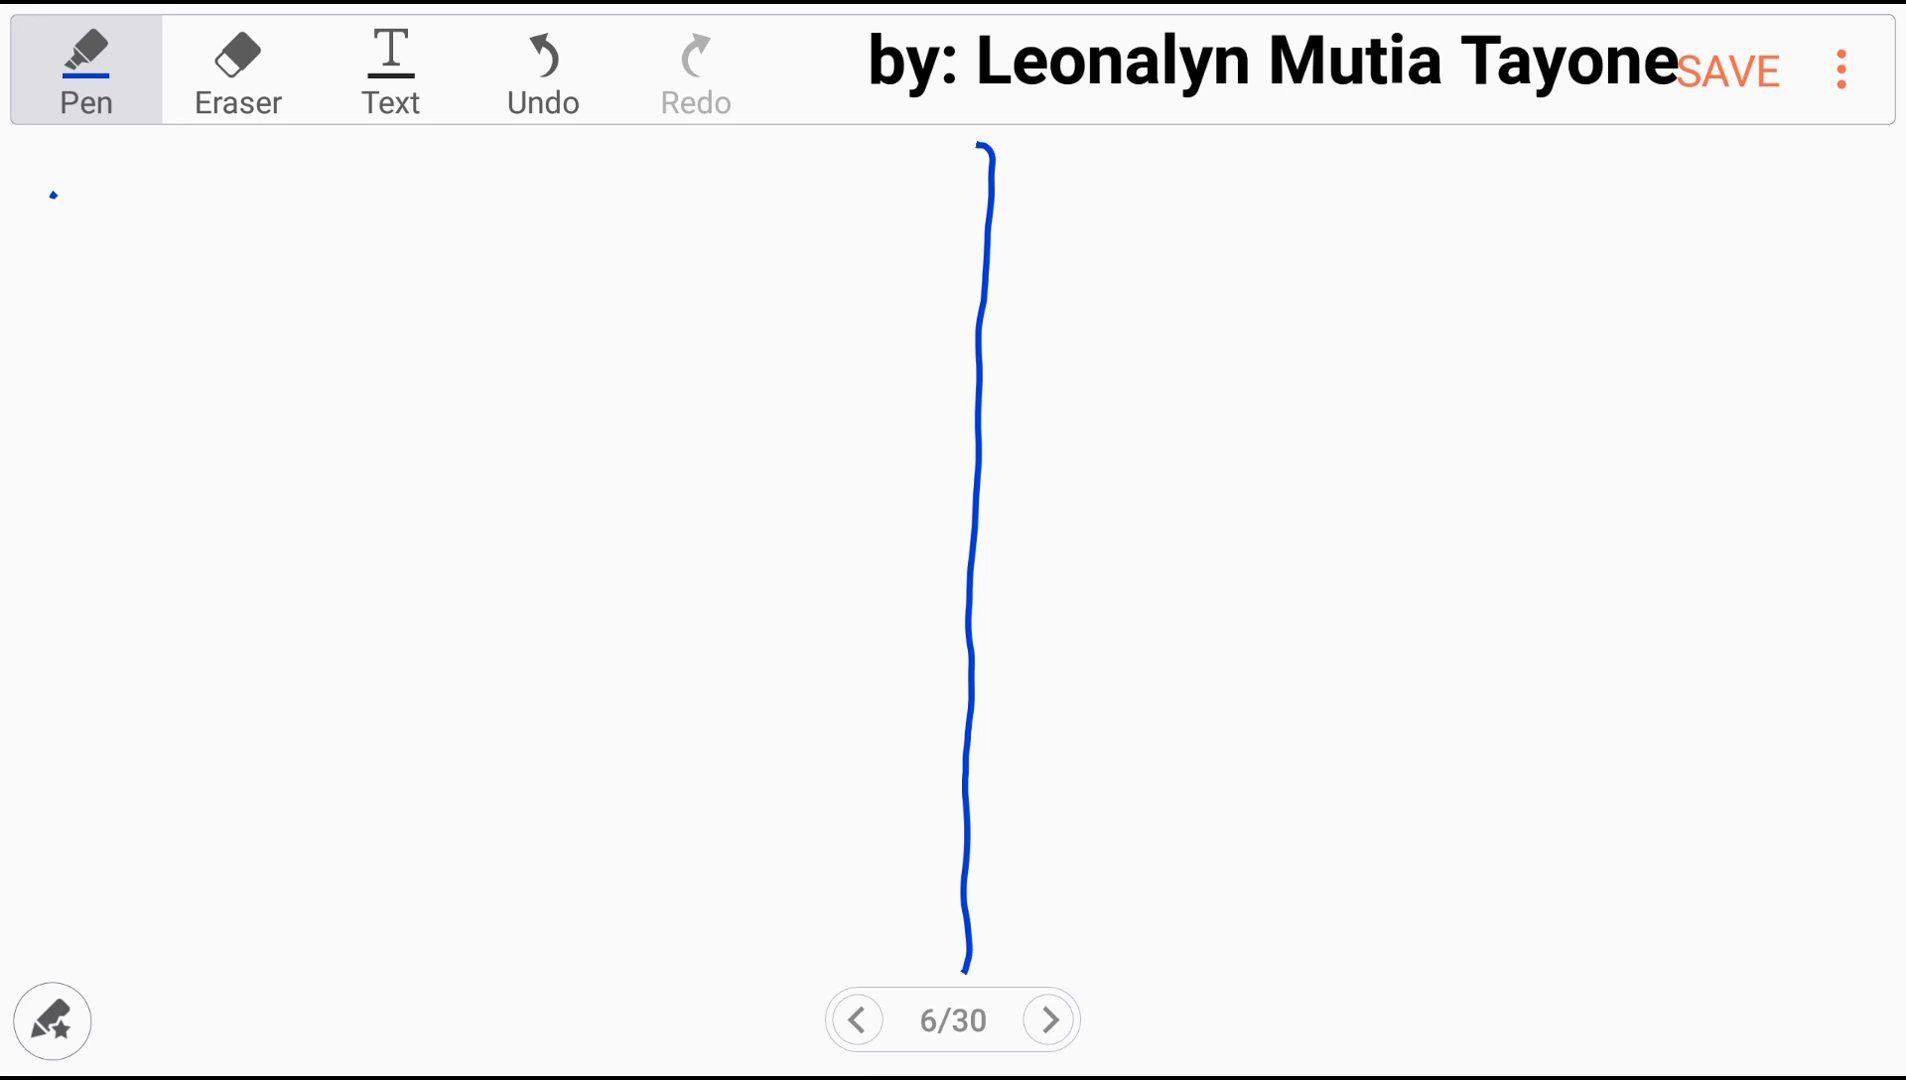 by: Leonalyn Mutia Tayone
SAVE
Pen
Eraser
Text
Undo
Redo
6/30